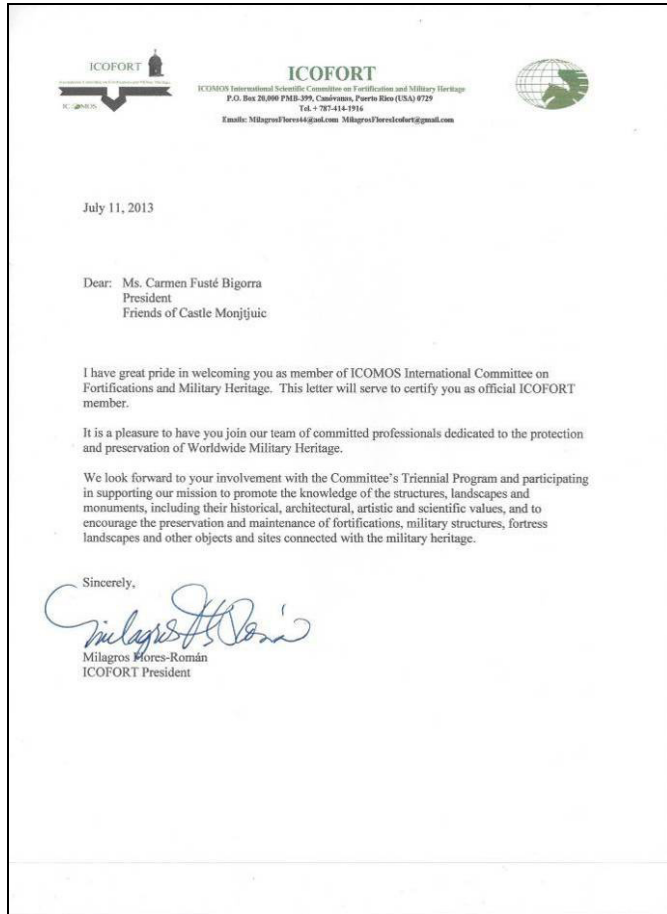 ICOFORT
ICOMOS
ICOFORT
ICOMOS International Scientific Committee on Fortification and Military Heritage
P.O. Box 20,000 PMB-399, Canóvanas, Puerto Rico (USA) 0729
Tel. + 787-414-1916
Emails: MilagrosFlores44@aol.com MilagrosFloresIcofort@gmail.com
July 11, 2013
Dear: Ms. Carmen Fusté Bigorra
President
Friends of Castle Monjtjuic
I have great pride in welcoming you as member of ICOMOS International Committee on
Fortifications and Military Heritage. This letter will serve to certify you as official ICOFORT
member.
It is a pleasure to have you join our team of committed professionals dedicated to the protection
and preservation of Worldwide Military Heritage.
We look forward to your involvement with the Committee's Triennial Program and participating
in supporting our mission to promote the knowledge of the structures, landscapes and
monuments, including their historical, architectural, artistic and scientific values, and to
encourage the preservation and maintenance of fortifications, military structures, fortress
landscapes and other objects and sites connected with the military heritage.
Sincerely,
Milagros Flores-Román
ICOFORT President